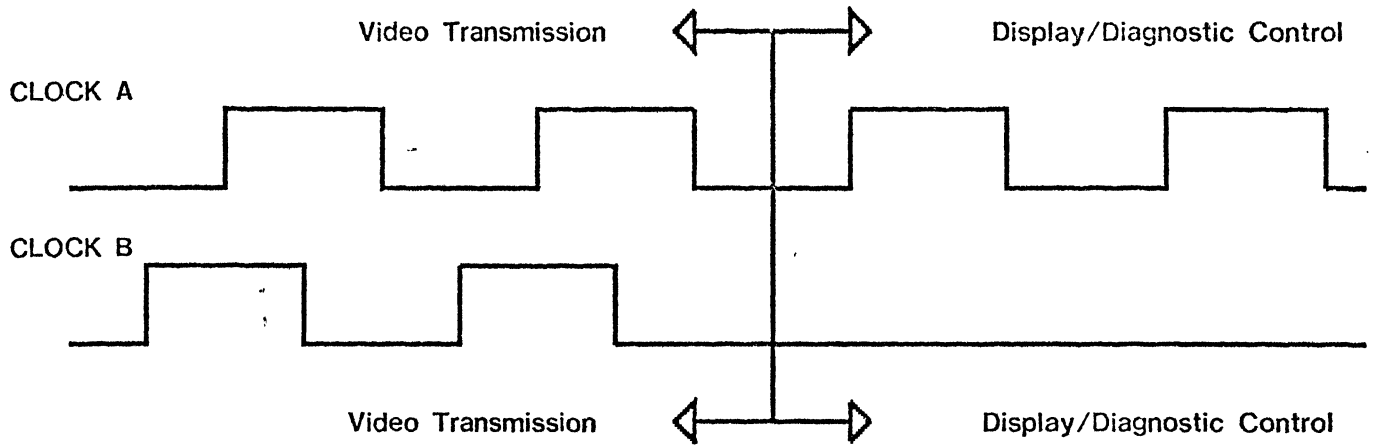 Video Transmission Display/Diagnostic Control
CLOCK A
CLOCK B
Video Transmission Display/Diagnostic Control